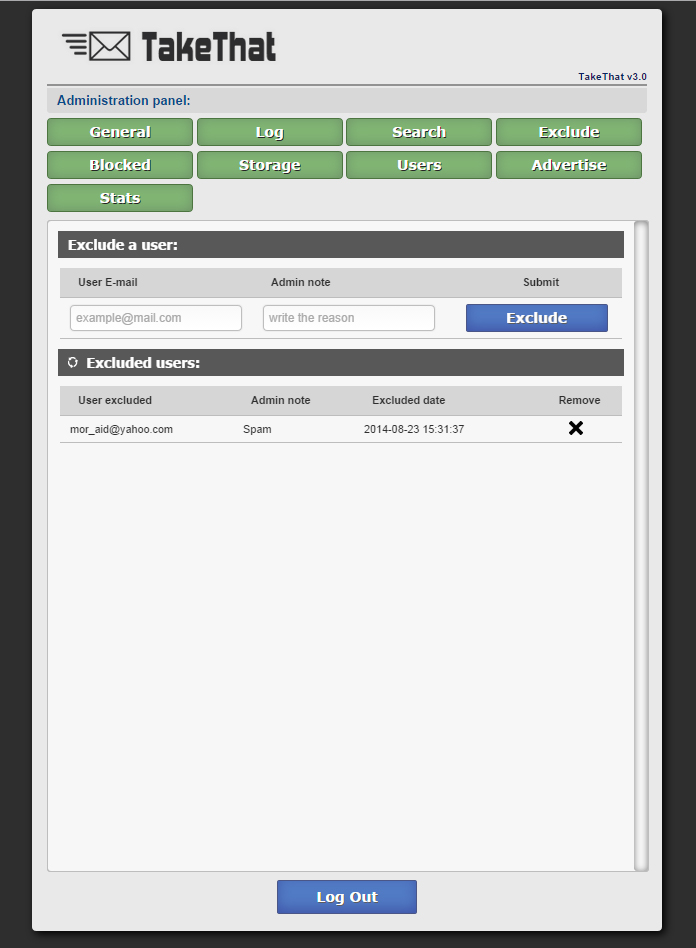 TakeThat
TakeThat v3.0
Administration panel:
General Log Search Exclude
Blocked Storage Users Advertise
Stats
Exclude a user:
User E-mail Admin note Submit
example@mail.com write the reason Exclude
Excluded users:
User excluded Admin note Excluded date Remove
mor_aid@yahoo.com Spam 2014-08-23 15:31:37
Log Out